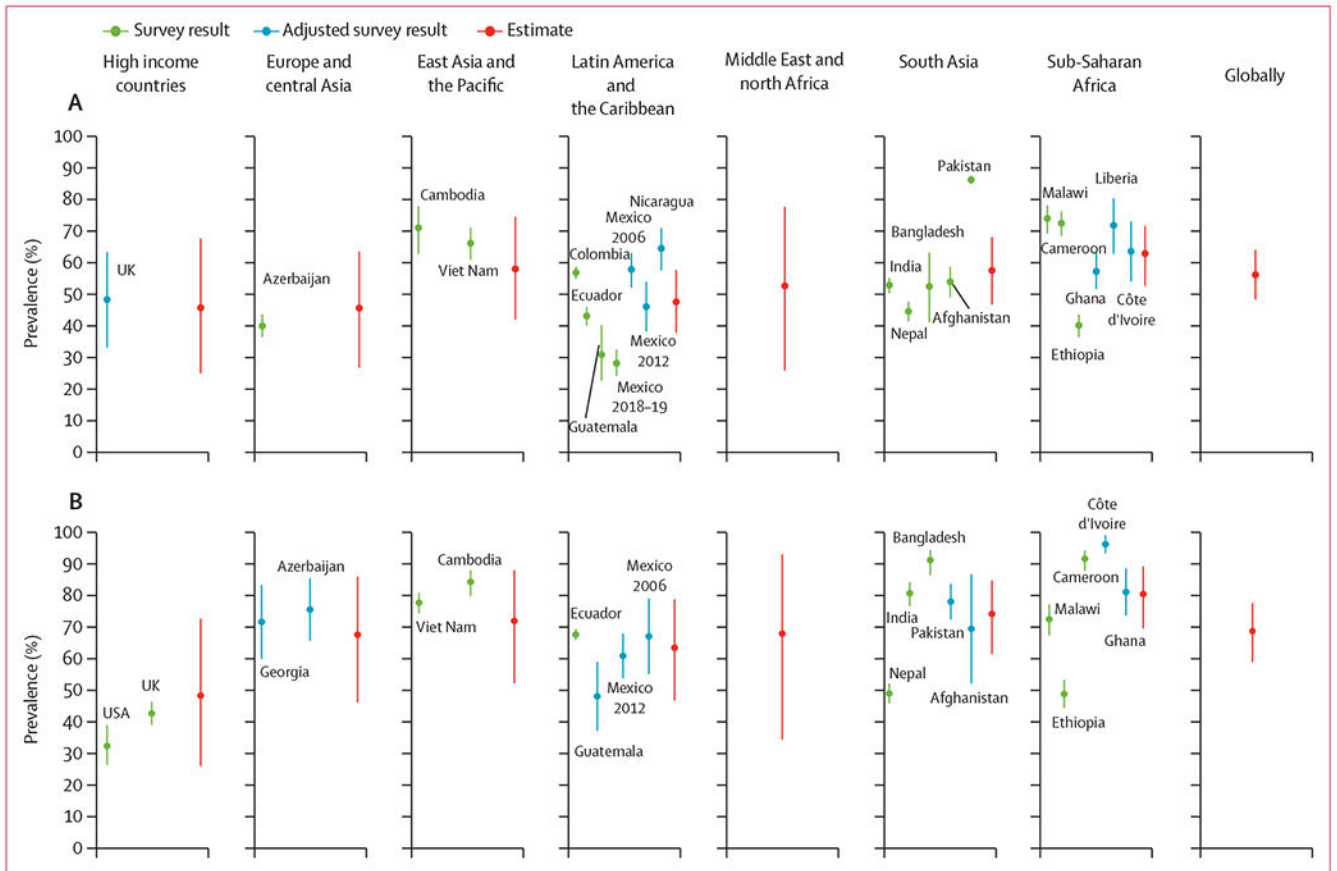 Survey result Adjusted survey result Estimate
High income
countries
Europe and
central Asia
East Asia and
the Pacific
Latin America
and
the Caribbean
Middle East and
north Africa
South Asia
Sub-Saharan
Africa
Globally
A
Prevalence (%)
100
90
80
70
60
50
40
30
20
10
0
UK
Azerbaijan
Cambodia
Viet Nam
Colombia
Ecuador
Guatemala
Mexico
2018–19
Mexico
2006
Mexico
2012
Nicaragua
India
Nepal
Bangladesh
Afghanistan
Pakistan
Malawi
Cameroon
Ethiopia
Ghana
Liberia
Côte
d'Ivoire
B
Prevalence (%)
100
90
80
70
60
50
40
30
20
10
0
USA
UK
Georgia
Azerbaijan
Viet Nam
Cambodia
Ecuador
Guatemala
Mexico
2012
Mexico
2006
Nepal
India
Bangladesh
Pakistan
Afghanistan
Malawi
Ethiopia
Cameroon
Côte
d'Ivoire
Ghana